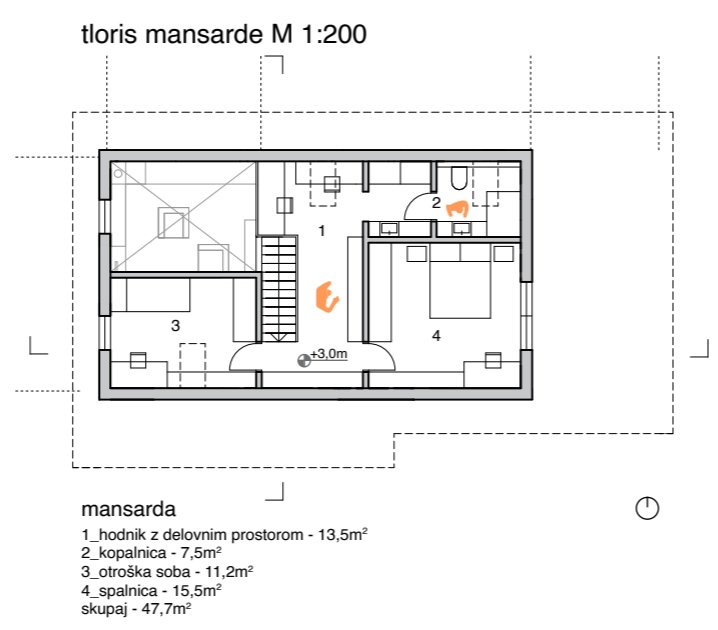 tloris mansarde M 1:200
2
1
3
4
+3,0m
mansarda
1_hodnik z delovnim prostorom - 13,5m²
2_kopalnica - 7,5m²
3_otroška soba - 11,2m²
4_spalnica - 15,5m²
skupaj - 47,7m²